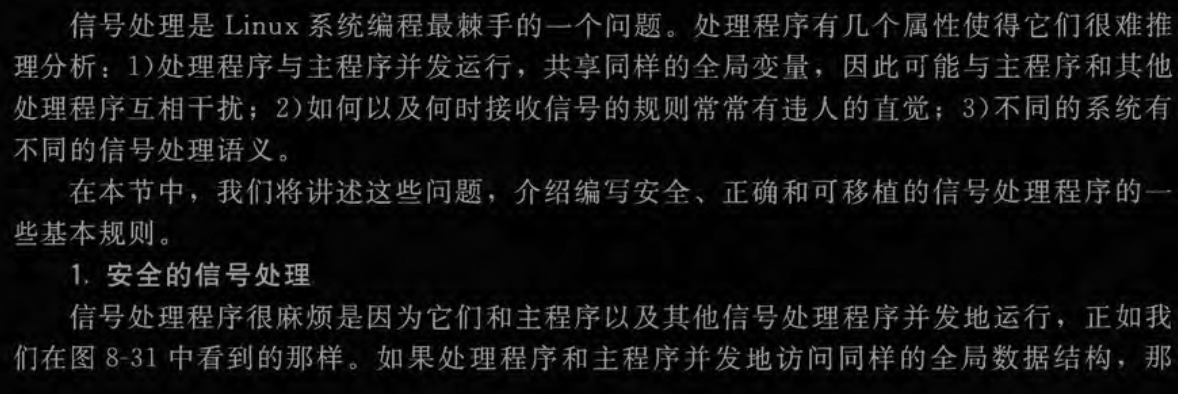 信号处理是 Linux 系统编程最棘手的一个问题。处理程序有几个属性使得它们很难推
理分析：1)处理程序与主程序并发运行，共享同样的全局变量，因此可能与主程序和其他
处理程序互相干扰；2)如何以及何时接收信号的规则常常有违人的直觉；3)不同的系统有
不同的信号处理语义。
在本节中，我们将讲述这些问题，介绍编写安全、正确和可移植的信号处理程序的一
些基本规则。
1. 安全的信号处理
信号处理程序很麻烦是因为它们和主程序以及其他信号处理程序并发地运行，正如我
们在图 8-31 中看到的那样。如果处理程序和主程序并发地访问同样的全局数据结构，那